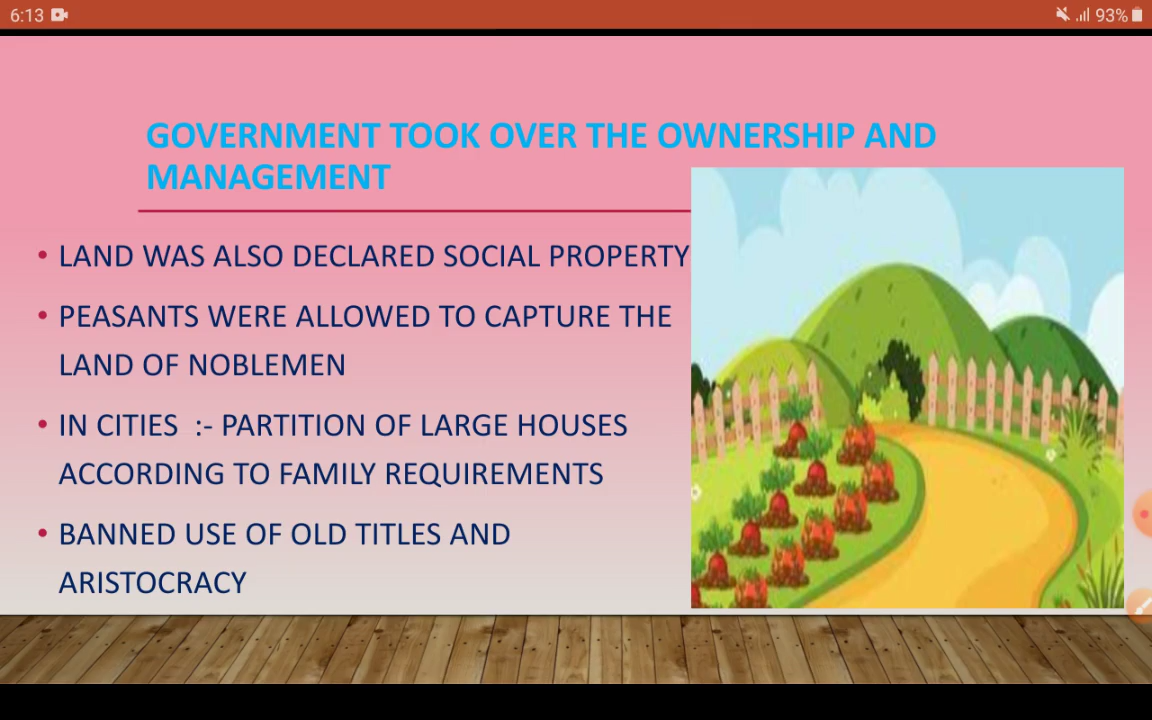 6:13
93%
GOVERNMENT TOOK OVER THE OWNERSHIP AND
MANAGEMENT
• LAND WAS ALSO DECLARED SOCIAL PROPERTY
• PEASANTS WERE ALLOWED TO CAPTURE THE
LAND OF NOBLEMEN
• IN CITIES :- PARTITION OF LARGE HOUSES
ACCORDING TO FAMILY REQUIREMENTS
• BANNED USE OF OLD TITLES AND
ARISTOCRACY